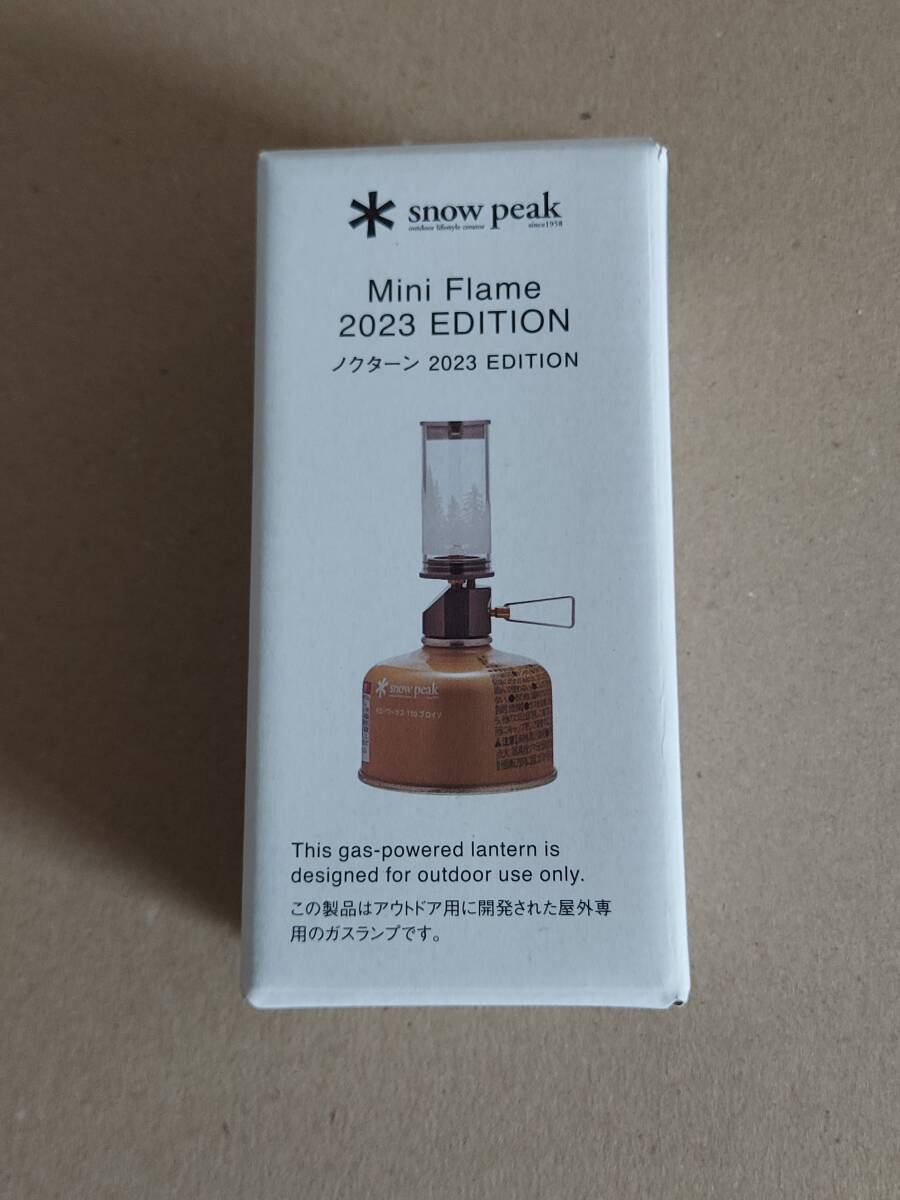 snow peak
outdoor lifestyle creator since1958
Mini Flame
2023 EDITION
ノクターン 2023 EDITION
snow peak
This gas-powered lantern is
designed for outdoor use only.
この製品はアウトドア用に開発された屋外専
用のガスランプです。